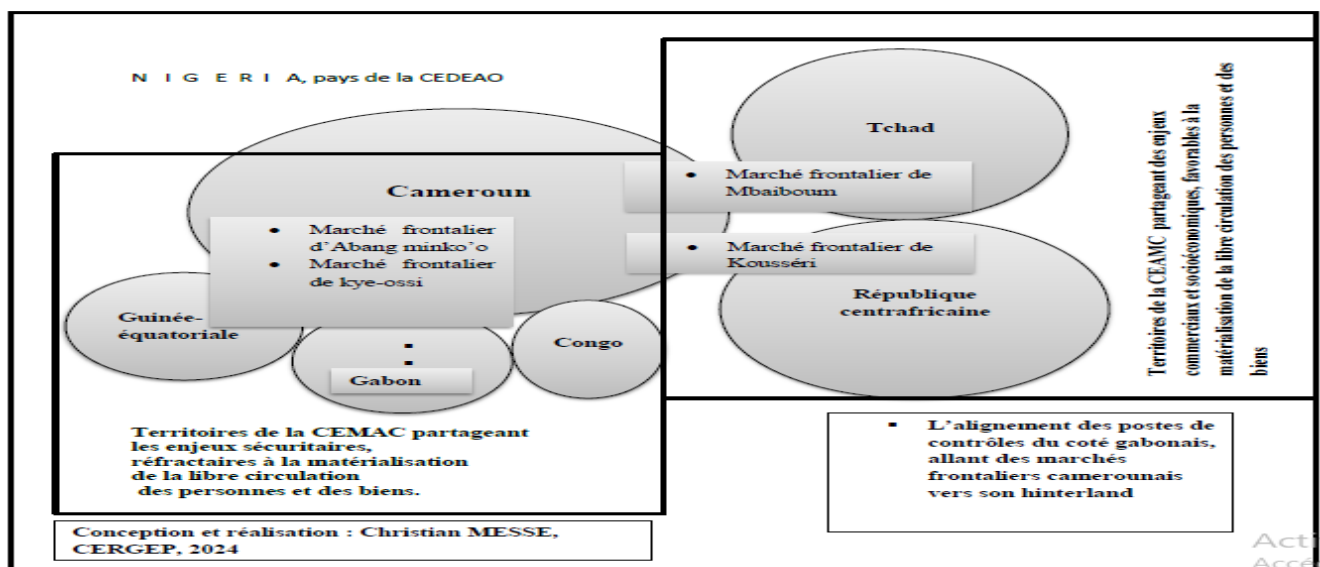 N I G E R I A, pays de la CEDEAO
Tchad
Cameroun
• Marché frontalier de
Mbaiboum
• Marché frontalier
d’Abang minko’o
• Marché frontalier
de kye-ossi
• Marché frontalier de
Kousséri
République
centrafricaine
Guinée-
équatoriale
Congo
▪
▪
Gabon
Territoires de la CEAMC partageant des enjeux
commerciaux et socioéconomiques, favorables à la
matérialisation de la libre circulation des personnes et des
biens
Territoires de la CEMAC partageant
les enjeux sécuritaires,
réfractaires à la matérialisation
de la libre circulation
des personnes et des biens.
▪ L’alignement des postes de
contrôles du coté gabonais,
allant des marchés
frontaliers camerounais
vers son hinterland
Conception et réalisation : Christian MESSE,
CERGEP, 2024
Acti
Accé